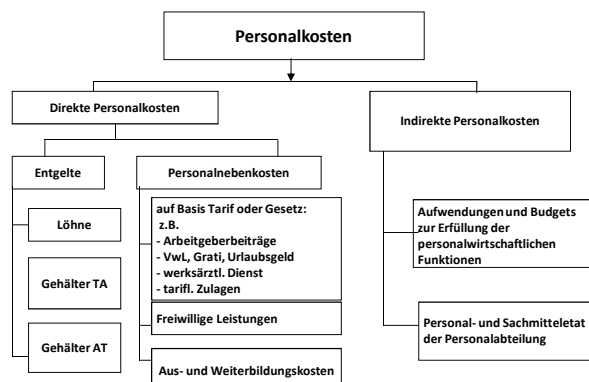 Personalkosten
Direkte Personalkosten
Indirekte Personalkosten
Entgelte
Personalnebenkosten
Löhne
Gehälter TA
Gehälter AT
auf Basis Tarif oder Gesetz:
z.B.
- Arbeitgeberbeiträge
- VwL, Grati, Urlaubsgeld
- werksärztl. Dienst
- tarifl. Zulagen
Freiwillige Leistungen
Aus- und Weiterbildungskosten
Aufwendungen und Budgets
zur Erfüllung der
personalwirtschaftlichen
Funktionen
Personal- und Sachmitteletat
der Personalabteilung